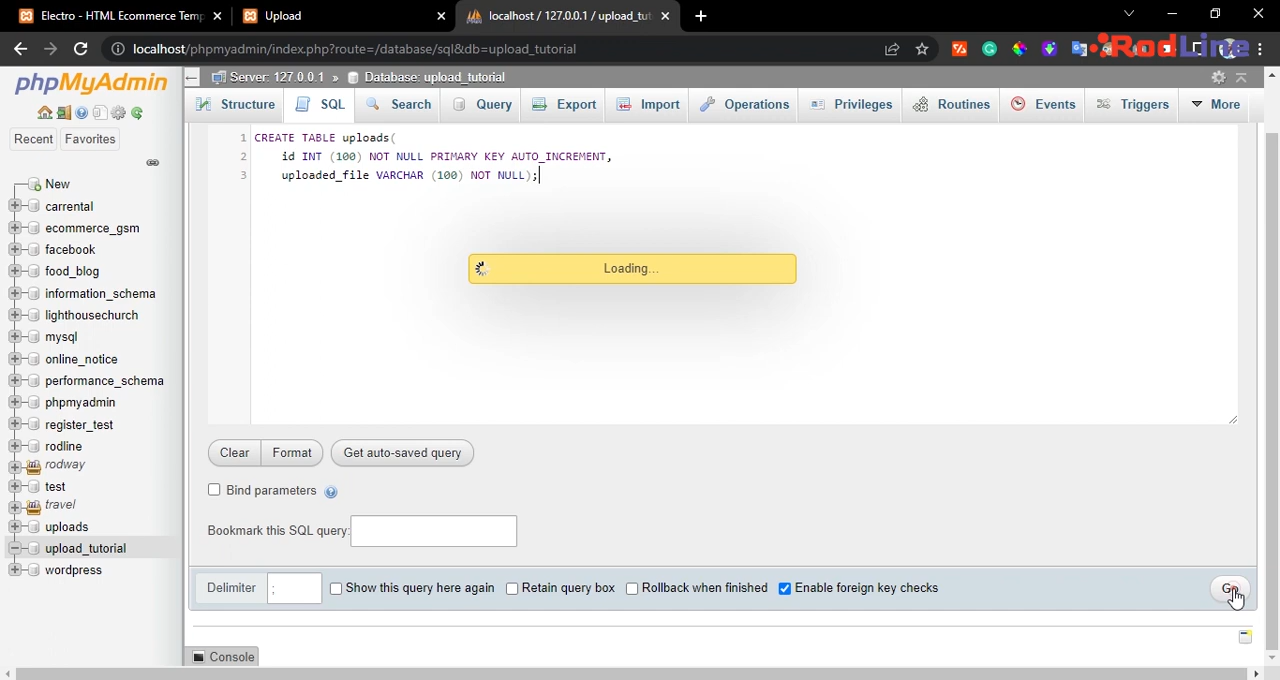 Electro - HTML Ecommerce Temp
Upload
localhost / 127.0.0.1 / upload_tut
localhost/phpmyadmin/index.php?route=/database/sql&db=upload_tutorial
RodLine
phpMyAdmin
Server: 127.0.0.1 » Database: upload_tutorial
Structure SQL Search Query Export Import Operations Privileges Routines Events Triggers More
Recent Favorites
New
carrental
ecommerce_gsm
facebook
food_blog
information_schema
lighthousechurch
mysql
online_notice
performance_schema
phpmyadmin
register_test
rodline
rodway
test
travel
uploads
upload_tutorial
wordpress
1 CREATE TABLE uploads(
2 id INT (100) NOT NULL PRIMARY KEY AUTO_INCREMENT,
3 uploaded_file VARCHAR (100) NOT NULL);
Loading...
Clear Format Get auto-saved query
Bind parameters
Bookmark this SQL query:
Delimiter ; Show this query here again Retain query box Rollback when finished Enable foreign key checks Go
Console